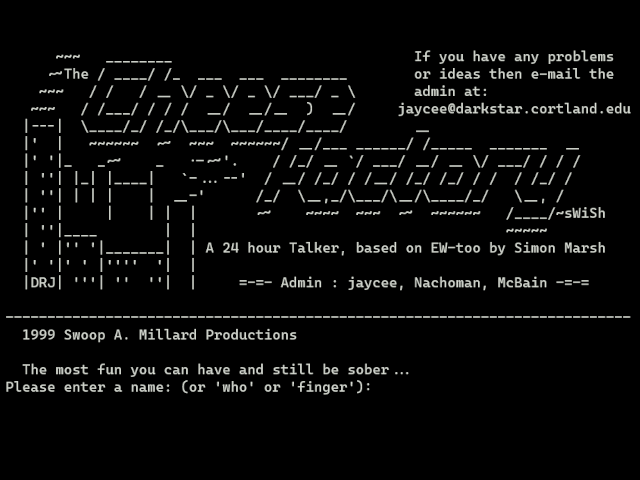 If you have any problems
The or ideas then e-mail the
Cheese admin at:
jaycee@darkstar.cortland.edu
Factory
sWiSh
A 24 hour Talker, based on EW-too by Simon Marsh
DRJ =-=- Admin : jaycee, Nachoman, McBain -=-=
1999 Swoop A. Millard Productions
The most fun you can have and still be sober...
Please enter a name: (or 'who' or 'finger'):